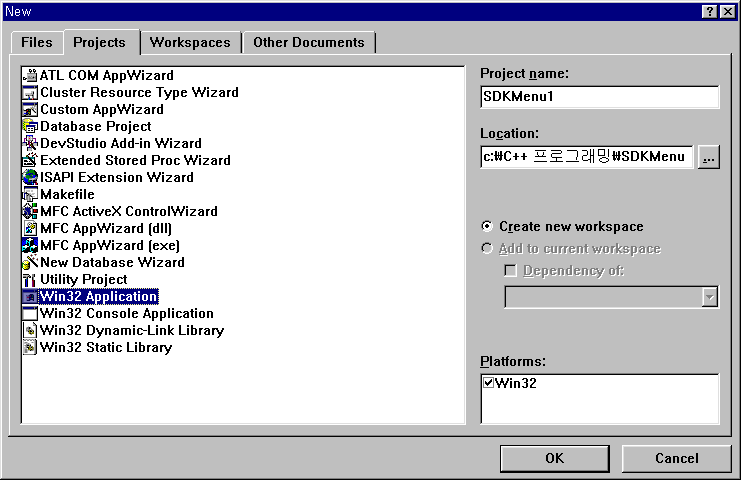 New
Files
Projects
Workspaces
Other Documents
ATL COM AppWizard
Cluster Resource Type Wizard
Custom AppWizard
Database Project
DevStudio Add-in Wizard
Extended Stored Proc Wizard
ISAPI Extension Wizard
Makefile
MFC ActiveX ControlWizard
MFC AppWizard (dll)
MFC AppWizard (exe)
New Database Wizard
Utility Project
Win32 Application
Win32 Console Application
Win32 Dynamic-Link Library
Win32 Static Library
Project name:
SDKMenu1
Location:
c:₩C++ 프로그래밍₩SDKMenu
...
Create new workspace
Add to current workspace
Dependency of:
Platforms:
Win32
OK
Cancel